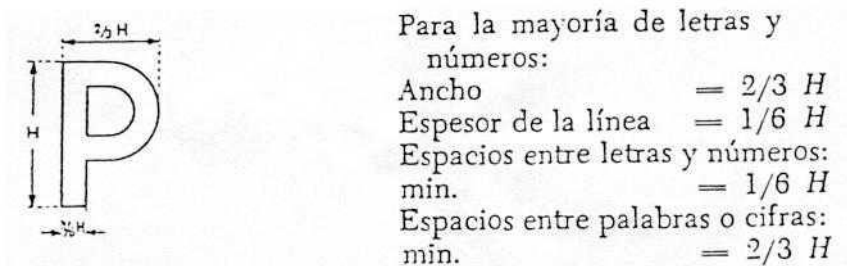 2/3 H
H
1/6 H
P
Para la mayoría de letras y
números:
Ancho = 2/3 H
Espesor de la línea = 1/6 H
Espacios entre letras y números:
min. = 1/6 H
Espacios entre palabras o cifras:
min. = 2/3 H